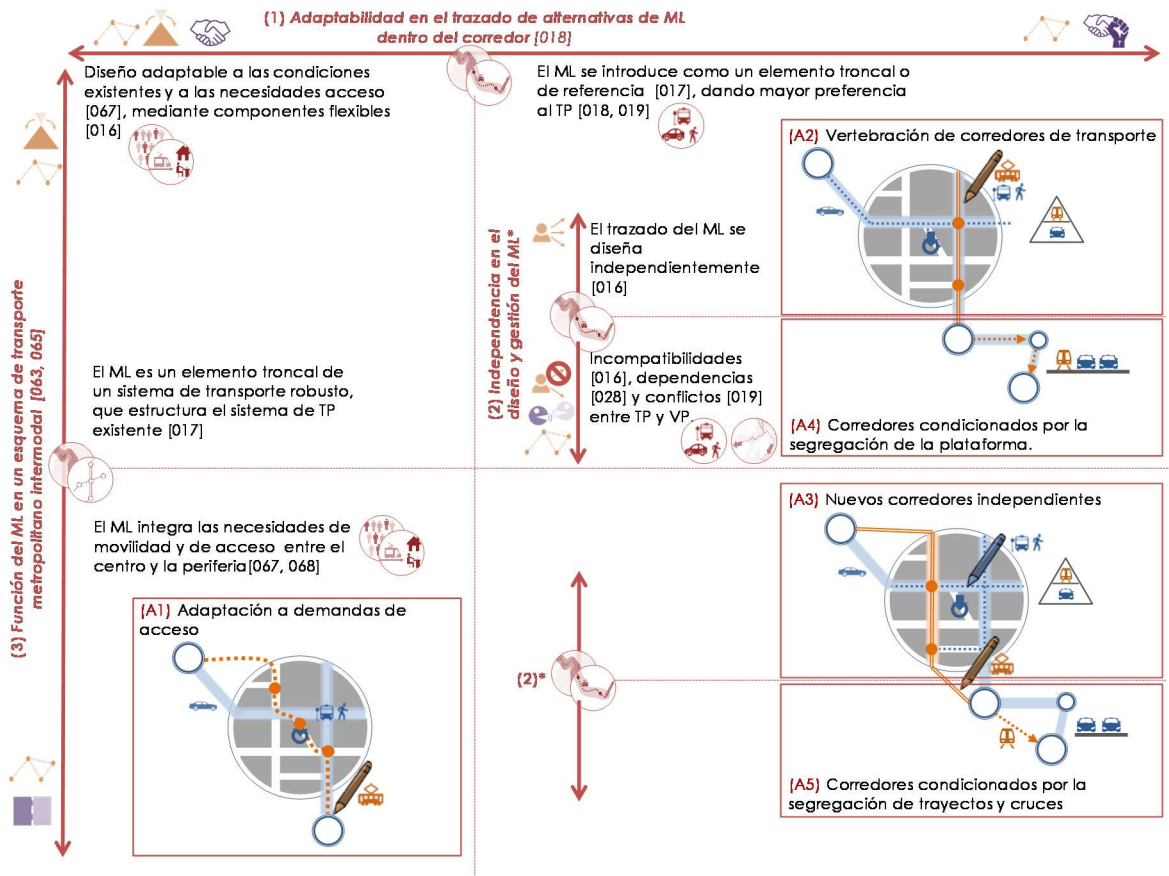 (1) Adaptabilidad en el trazado de alternativas de ML
dentro del corredor [018]
Diseño adaptable a las condiciones
existentes y a las necesidades acceso
[067], mediante componentes flexibles
[016]
El ML se introduce como un elemento troncal o
de referencia [017], dando mayor preferencia
al TP [018, 019]
(A2) Vertebración de corredores de transporte
(2) Independencia en el
diseño y gestión del ML*
El trazado del ML se
diseña
independientemente
[016]
Incompatibilidades
[016], dependencias
[028] y conflictos [019]
entre TP y VP.
(A4) Corredores condicionados por la
segregación de la plataforma.
(3) Función del ML en un esquema de transporte
metropolitano intermodal [063, 065]
El ML es un elemento troncal de
un sistema de transporte robusto,
que estructura el sistema de TP
existente [017]
El ML integra las necesidades de
movilidad y de acceso entre el
centro y la periferia[067, 068]
(A1) Adaptación a demandas de
acceso
(2)*
(A3) Nuevos corredores independientes
(A5) Corredores condicionados por la
segregación de trayectos y cruces